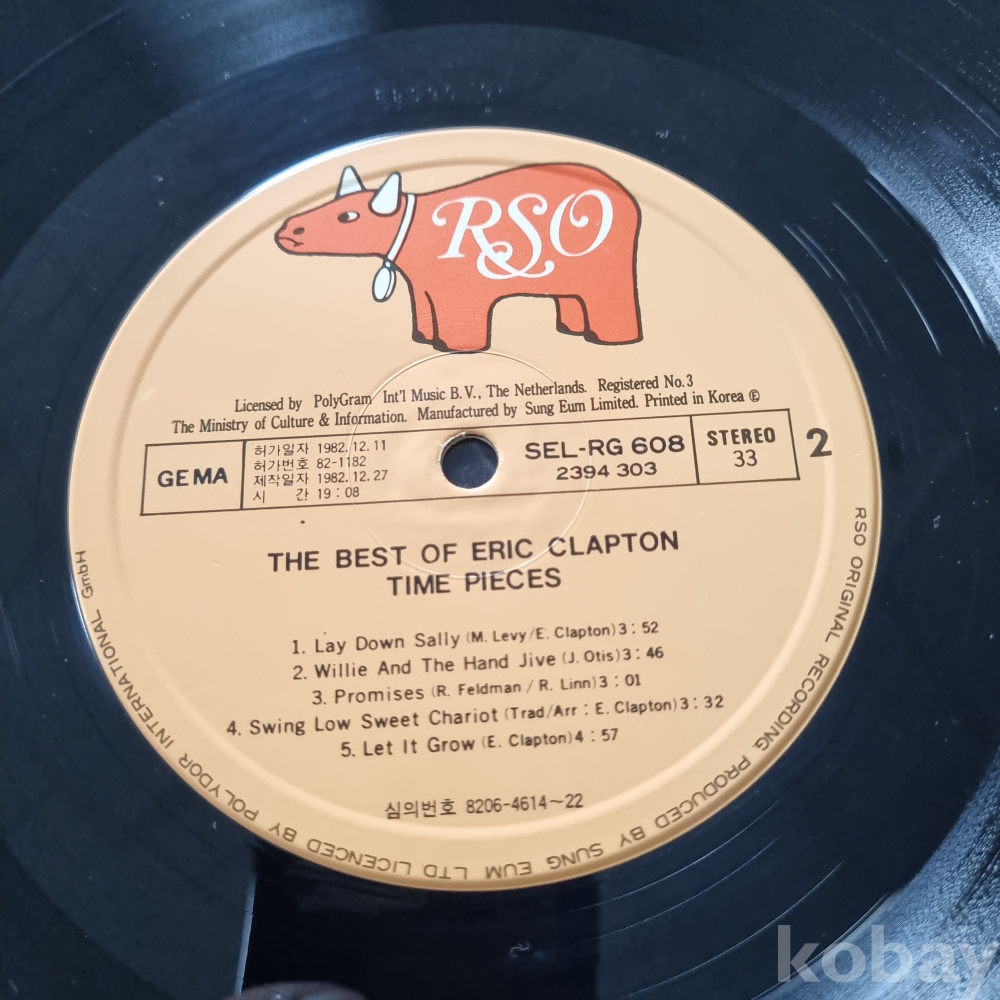 RSO
Licensed by PolyGram Int'l Music B.V., The Netherlands. Registered No.3
The Ministry of Culture & Information. Manufactured by Sung Eum Limited. Printed in Korea Ⓔ
GEMA
허가일자 1982.12.11
허가번호 82-1182
제작일자 1982.12.27
시 간 19:08
SEL-RG 608
2394 303
STEREO
33
2
THE BEST OF ERIC CLAPTON
TIME PIECES
1. Lay Down Sally (M. Levy/E. Clapton) 3:52
2. Willie And The Hand Jive (J. Otis) 3:46
3. Promises (R. Feldman / R. Linn) 3:01
4. Swing Low Sweet Chariot (Trad/Arr : E. Clapton) 3:32
5. Let It Grow (E. Clapton) 4:57
심의번호 8206-4614~22
RSO ORIGINAL RECORDING PRODUCED BY SUNG EUM LTD LICENCED BY POLYDOR INTERNATIONAL GmbH
kobay